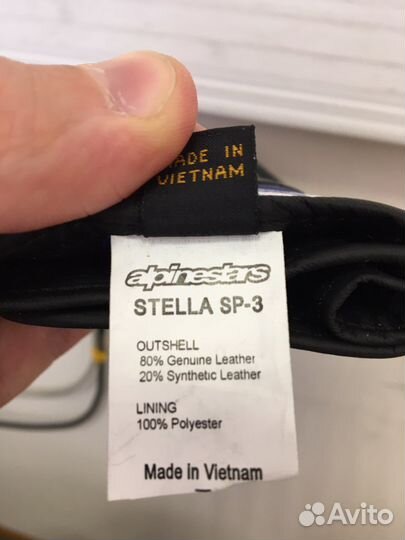 MADE IN
VIETNAM
alpinestars
STELLA SP-3
OUTSHELL
80% Genuine Leather
20% Synthetic Leather
LINING
100% Polyester
Made in Vietnam
Avito